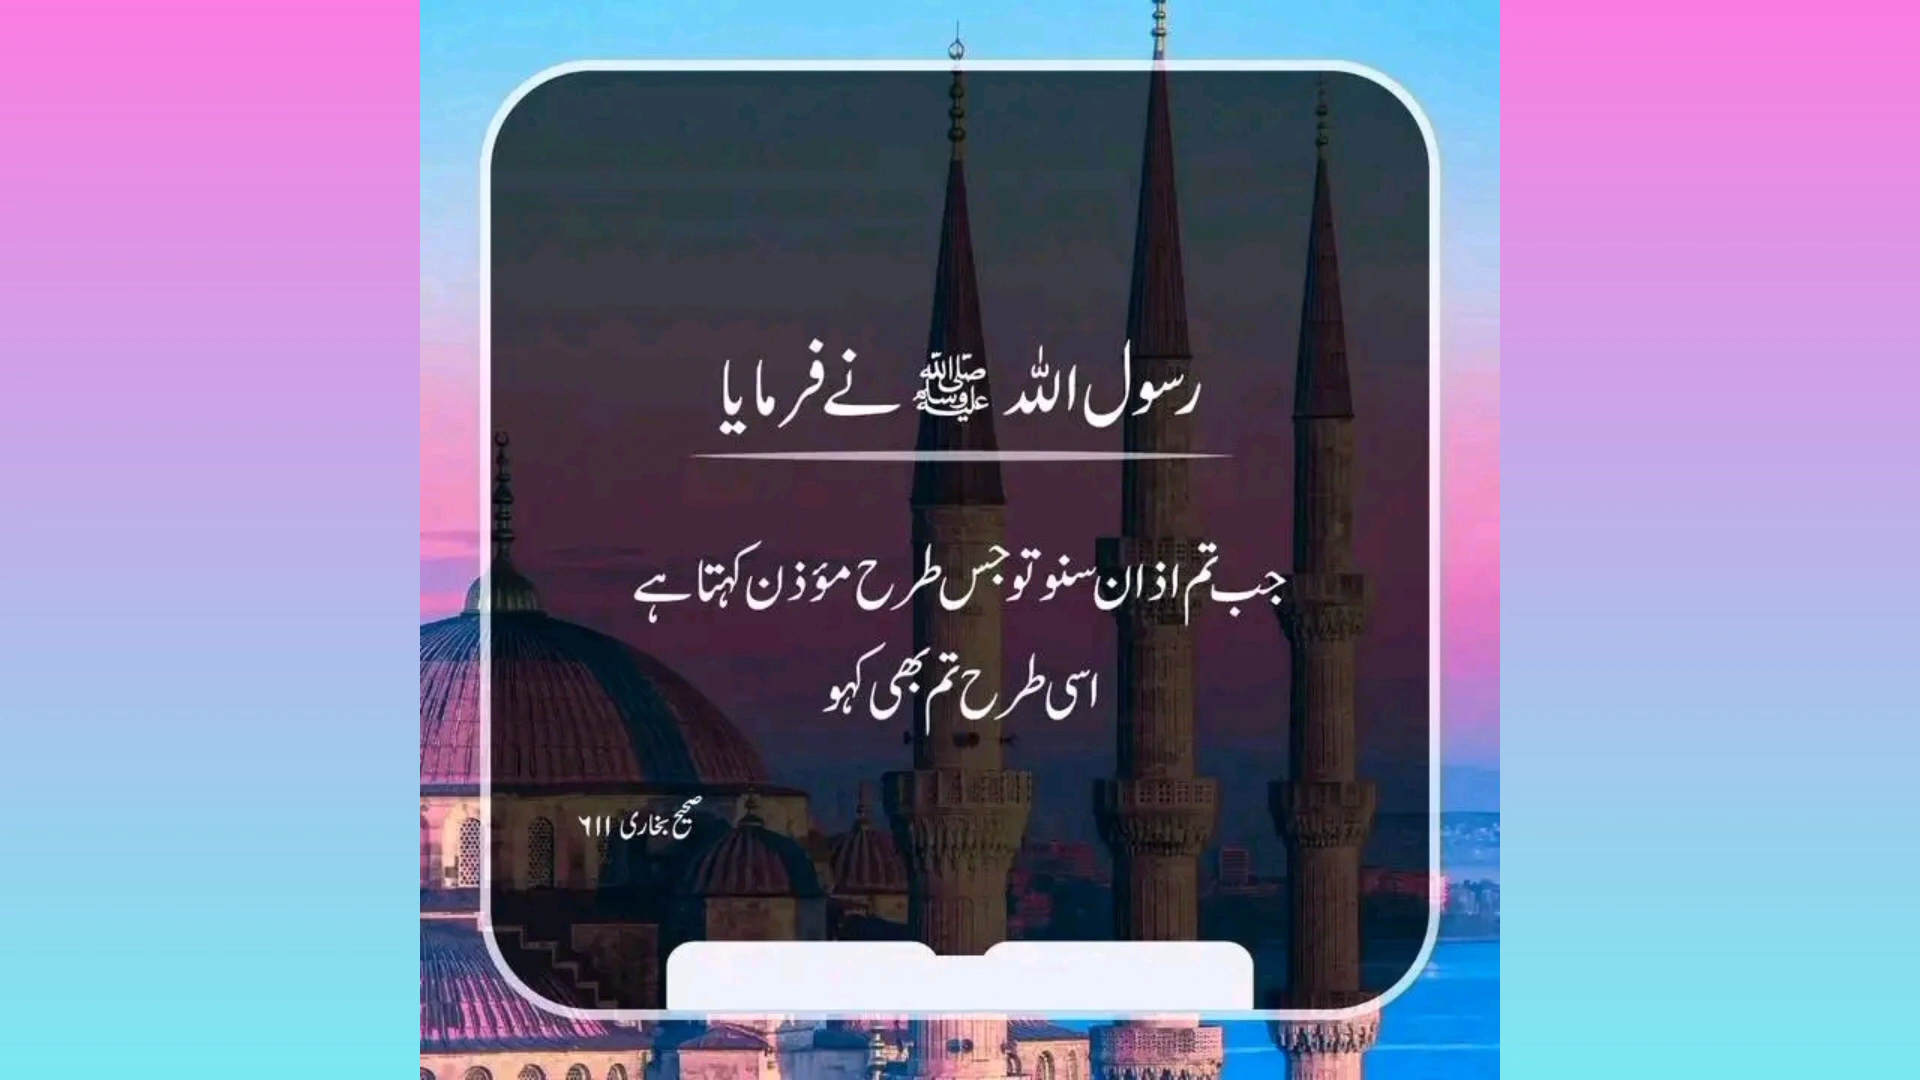 رسول اللہ ﷺ نے فرمایا
جب تم اذان سنو تو جس طرح مؤذن کہتا ہے
اسی طرح تم بھی کہو
صحیح بخاری ٦١١